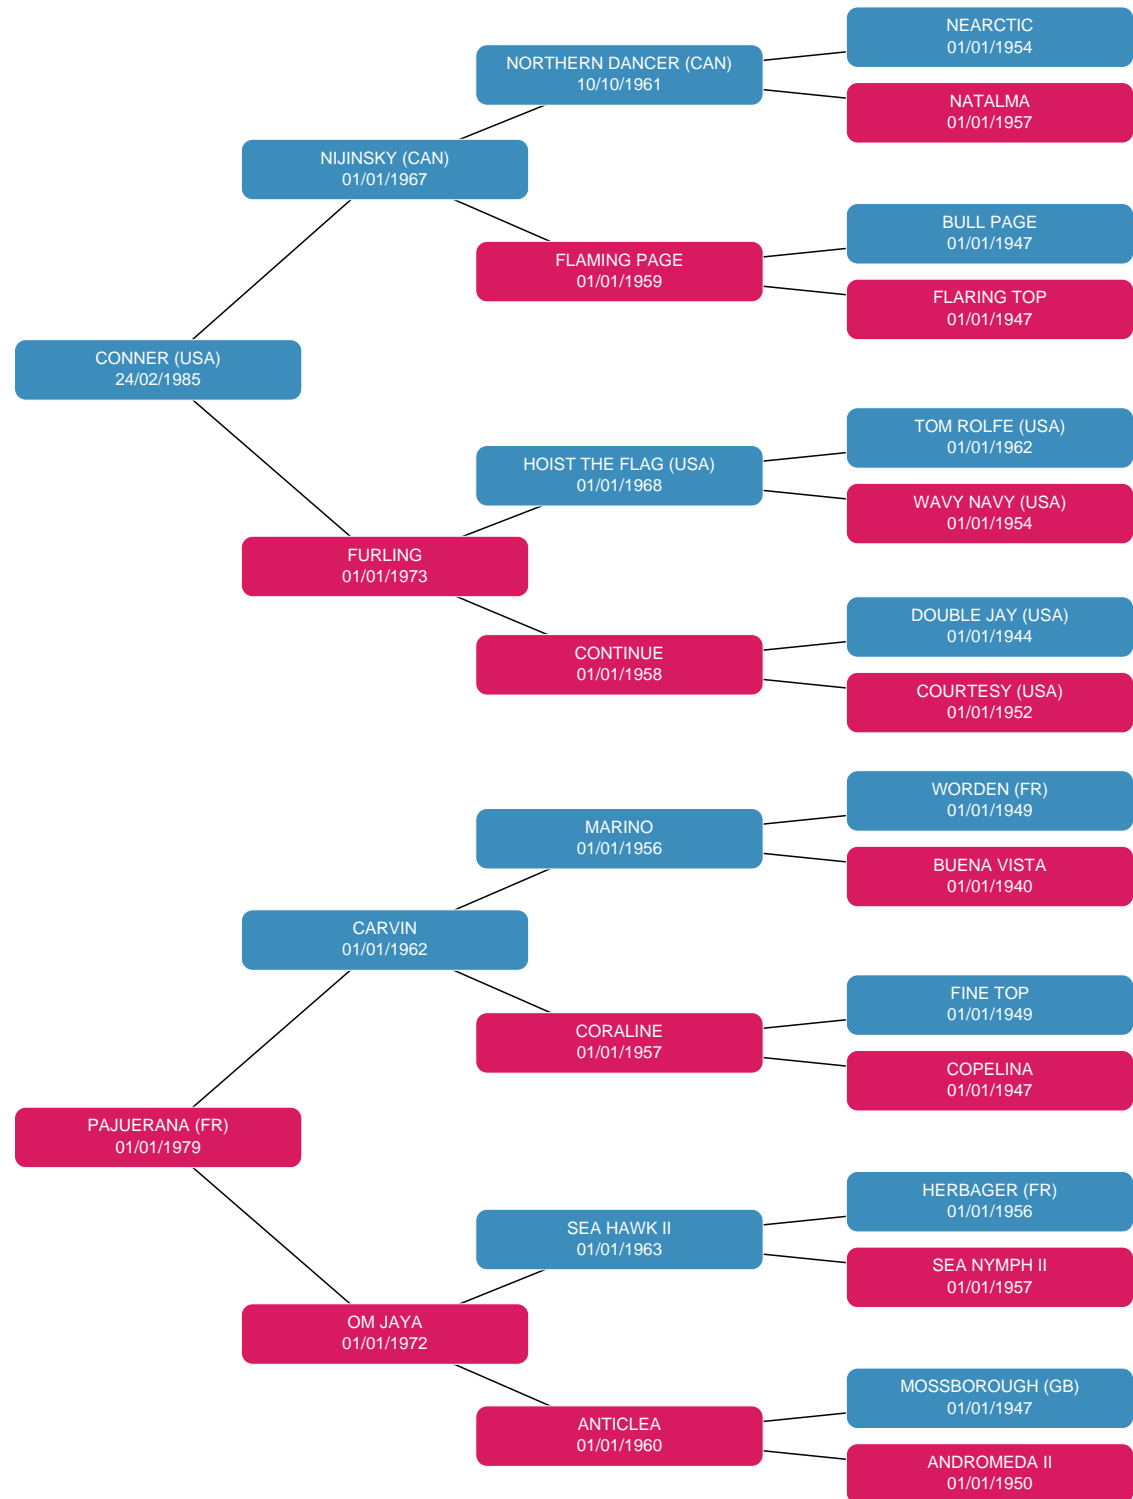 NEARCTIC
01/01/1954
NORTHERN DANCER (CAN)
10/10/1961
NATALMA
01/01/1957
NIJINSKY (CAN)
01/01/1967
BULL PAGE
01/01/1947
FLAMING PAGE
01/01/1959
FLARING TOP
01/01/1947
CONNER (USA)
24/02/1985
TOM ROLFE (USA)
01/01/1962
HOIST THE FLAG (USA)
01/01/1968
WAVY NAVY (USA)
01/01/1954
FURLING
01/01/1973
DOUBLE JAY (USA)
01/01/1944
CONTINUE
01/01/1958
COURTESY (USA)
01/01/1952
WORDEN (FR)
01/01/1949
MARINO
01/01/1956
BUENA VISTA
01/01/1940
CARVIN
01/01/1962
FINE TOP
01/01/1949
CORALINE
01/01/1957
COPELINA
01/01/1947
PAJUERANA (FR)
01/01/1979
HERBAGER (FR)
01/01/1956
SEA HAWK II
01/01/1963
SEA NYMPH II
01/01/1957
OM JAYA
01/01/1972
MOSSBOROUGH (GB)
01/01/1947
ANTICLEA
01/01/1960
ANDROMEDA II
01/01/1950